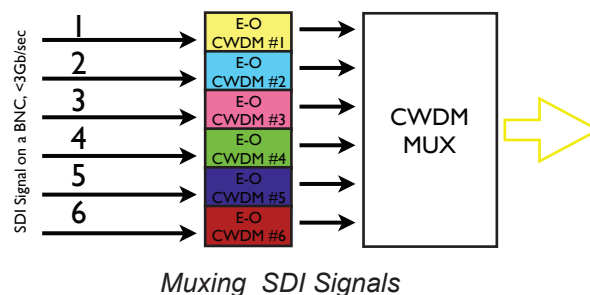 SDI Signal on a BNC, <3Gb/sec
1
2
3
4
5
6
E-O
CWDM #1
E-O
CWDM #2
E-O
CWDM #3
E-O
CWDM #4
E-O
CWDM #5
E-O
CWDM #6
CWDM
MUX
Muxing SDI Signals